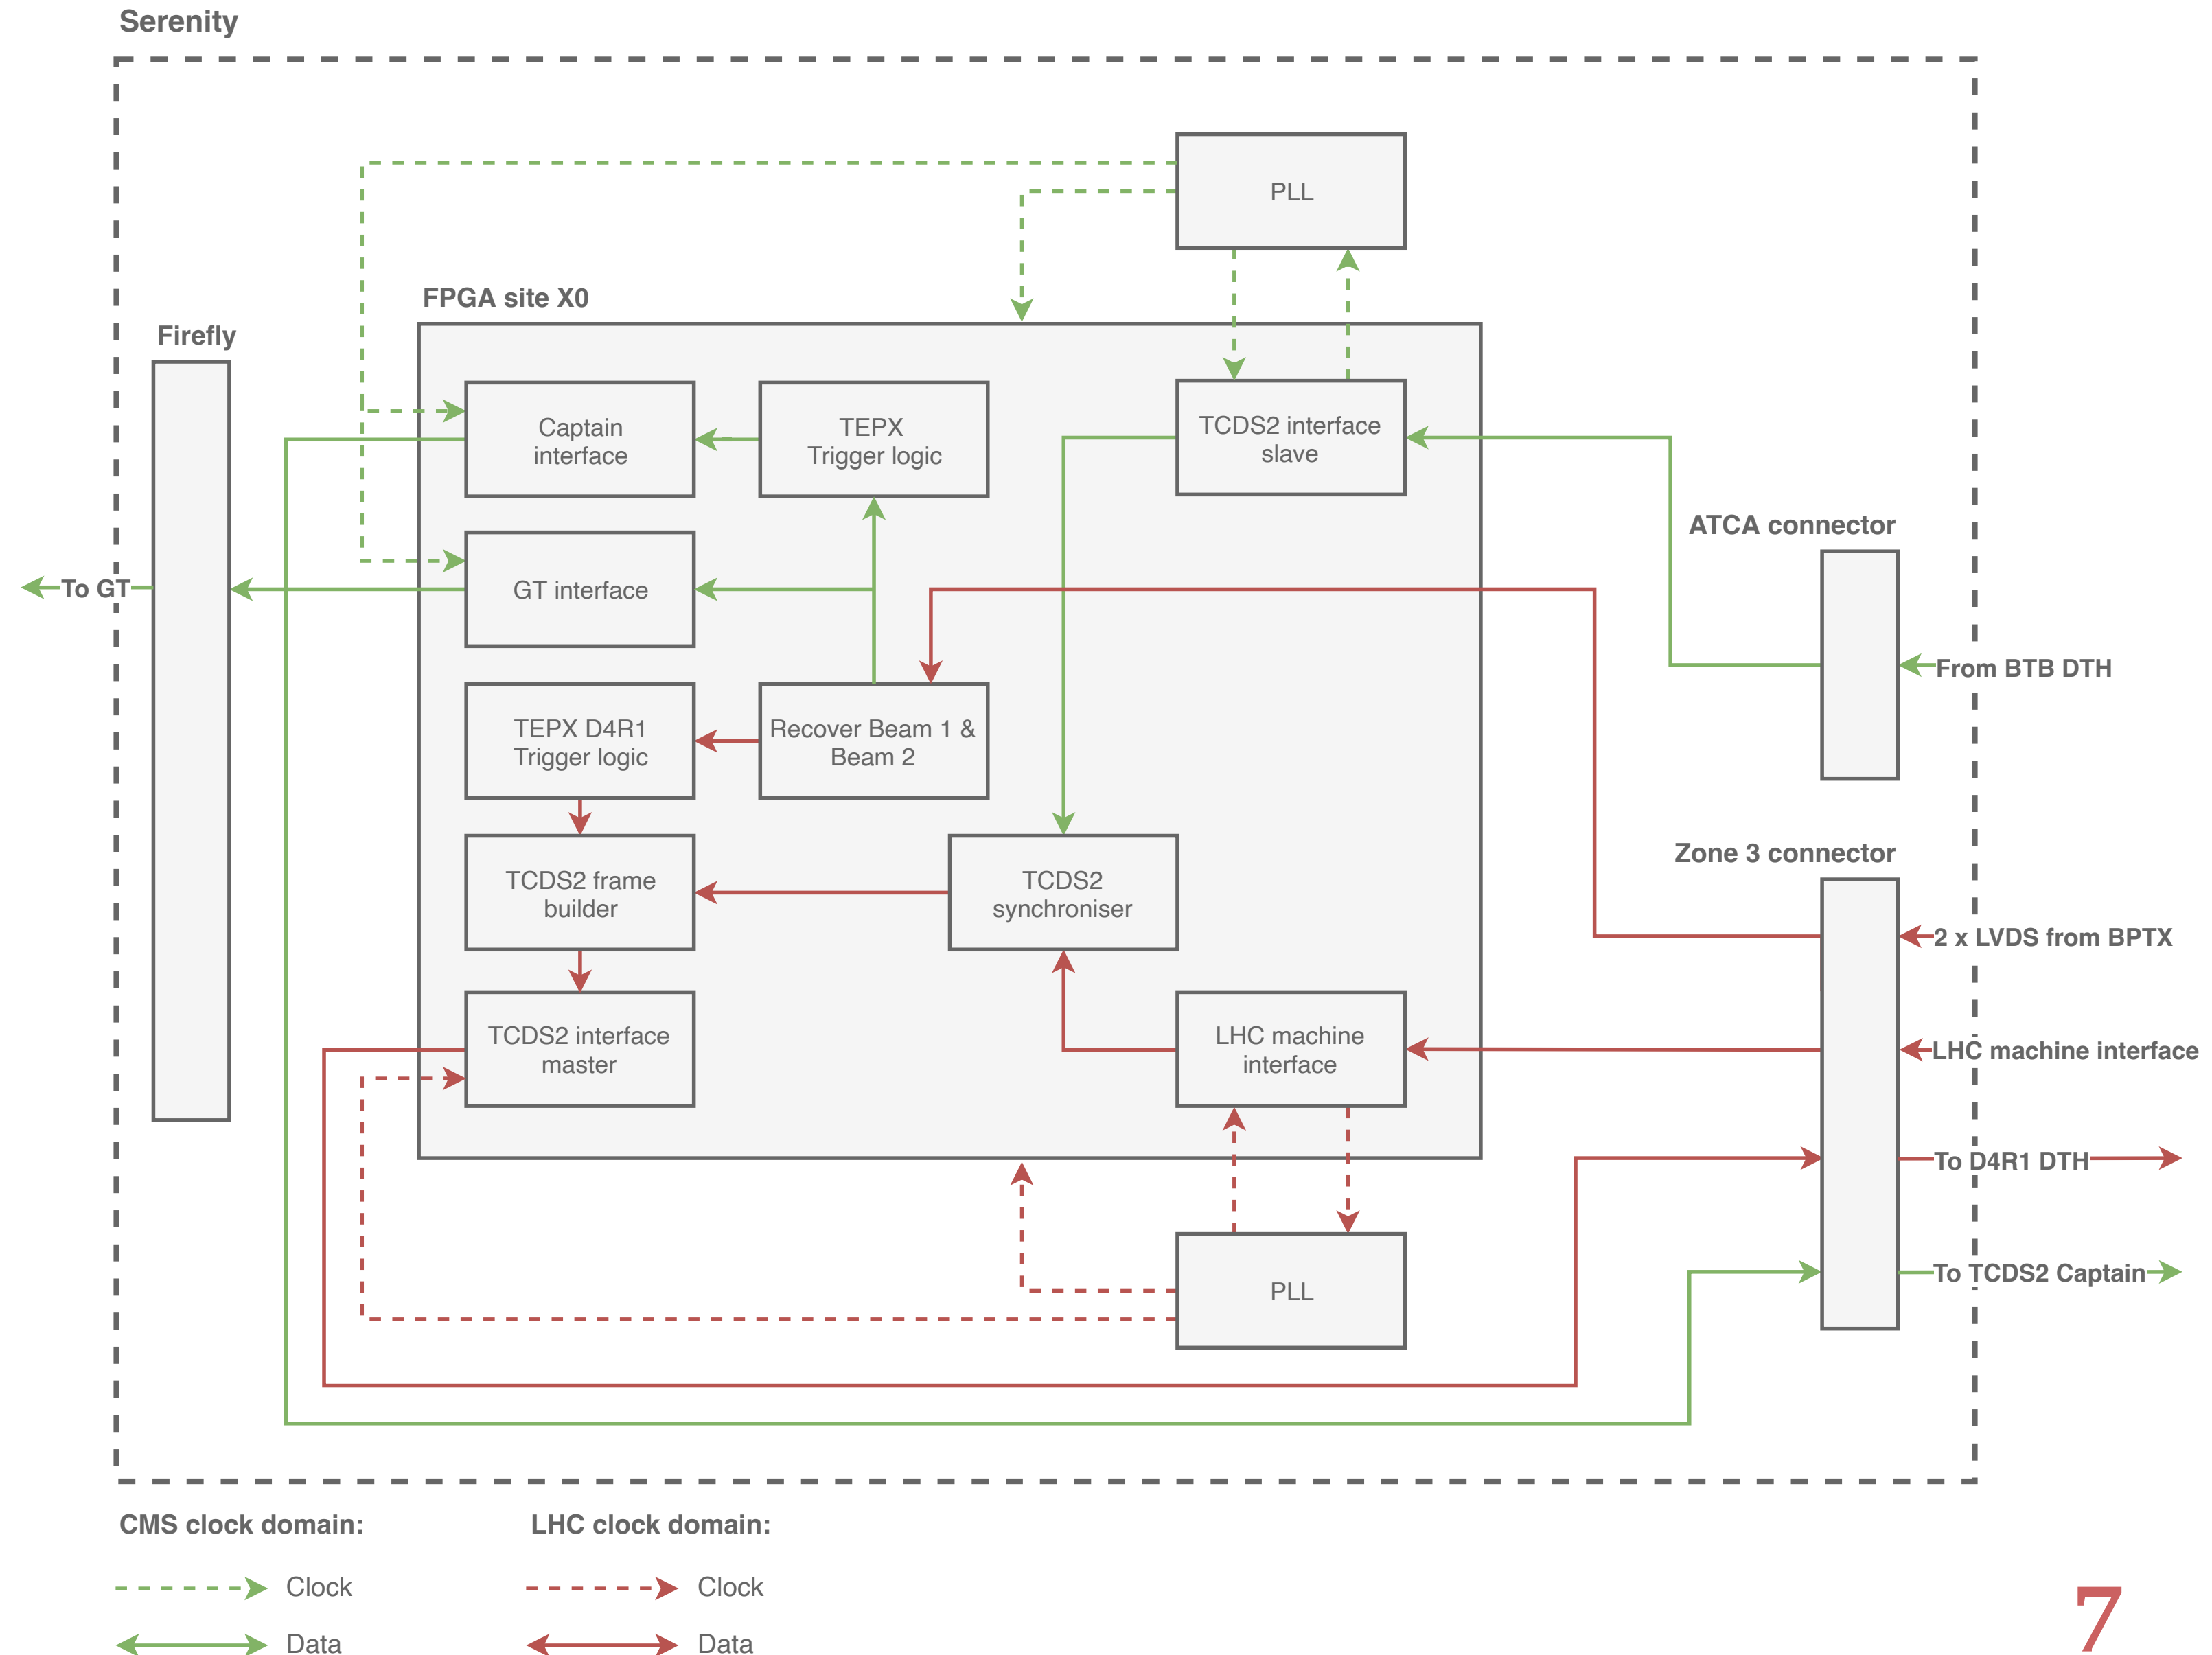 Serenity
PLL
FPGA site X0
Firefly
Captain
interface
TEPX
Trigger logic
TCDS2 interface
slave
ATCA connector
To GT
GT interface
From BTB DTH
TEPX D4R1
Trigger logic
Recover Beam 1 &
Beam 2
Zone 3 connector
TCDS2 frame
builder
TCDS2
synchroniser
2 x LVDS from BPTX
TCDS2 interface
master
LHC machine
interface
LHC machine interface
To D4R1 DTH
PLL
To TCDS2 Captain
CMS clock domain:
Clock
Data
LHC clock domain:
Clock
Data
7